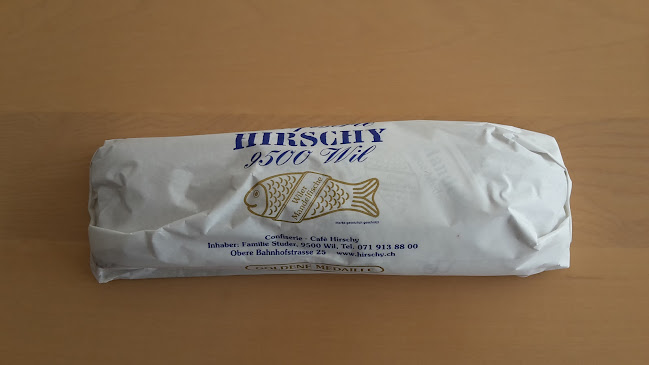 HIRSCHY
9500 Wil
Wiler
Mandelfische
Confiserie - Café Hirschy
Inhaber: Familie Studer, 9500 Wil, Tel. 071 913 88 00
Obere Bahnhofstrasse 25 www.hirschy.ch
GOLDENE MEDAILLE